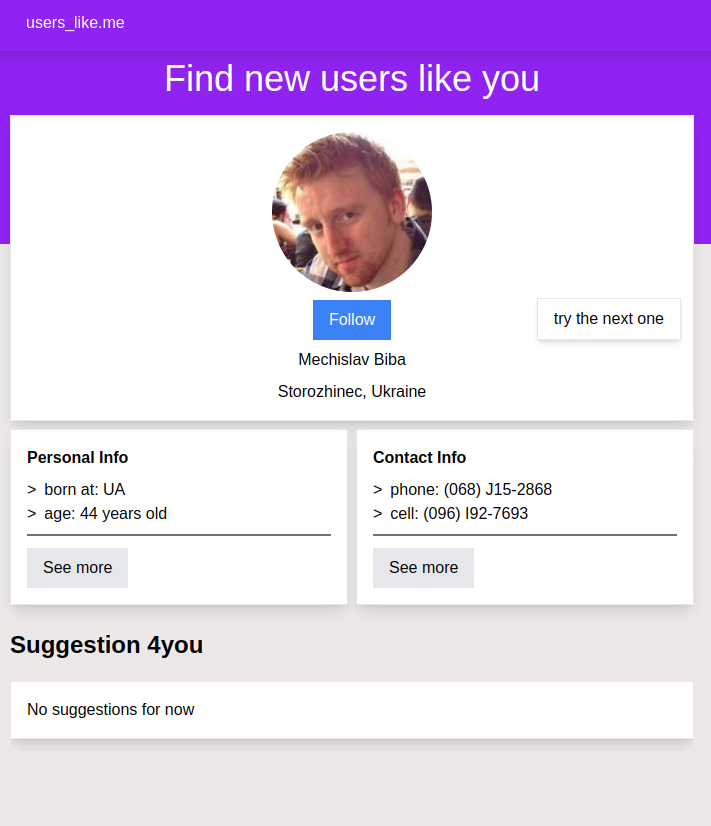 users_like.me
Find new users like you
Follow
try the next one
Mechislav Biba
Storozhinec, Ukraine
Personal Info
> born at: UA
> age: 44 years old
See more
Contact Info
> phone: (068) J15-2868
> cell: (096) I92-7693
See more
Suggestion 4you
No suggestions for now